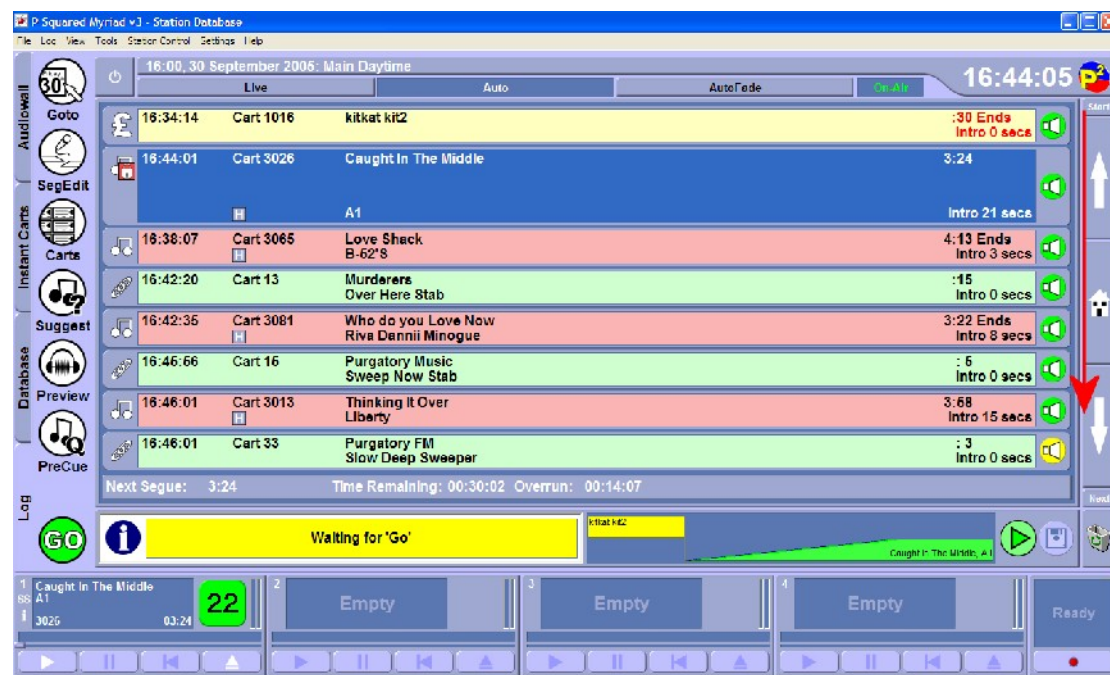 P Squared Myriad v3 - Station Database
File Log View Tools Station Control Settings Help
16:00, 30 September 2005: Main Daytime
16:44:05
Live Auto AutoFade On-Air
Audiowall
Instant Carts
Database
Log
Goto
SegEdit
Carts
Suggest
Preview
PreCue
GO
Start
Next
16:34:14 Cart 1016 kitkat kit2 :30 Ends
Intro 0 secs
16:44:01 Cart 3026 Caught In The Middle 3:24
H A1 Intro 21 secs
16:38:07 Cart 3065 Love Shack 4:13 Ends
H B-52'S Intro 3 secs
16:42:20 Cart 13 Murderers :15
Over Here Stab Intro 0 secs
16:42:35 Cart 3081 Who do you Love Now 3:22 Ends
H Riva Dannii Minogue Intro 8 secs
16:45:56 Cart 15 Purgatory Music : 5
Sweep Now Stab Intro 0 secs
16:46:01 Cart 3013 Thinking It Over 3:58
H Liberty Intro 15 secs
16:46:01 Cart 33 Purgatory FM : 3
Slow Deep Sweeper Intro 0 secs
Next Segue: 3:24 Time Remaining: 00:30:02 Overrun: 00:14:07
Waiting for 'Go'
kitkat kit2
Caught In The Middle, A1
1 Caught In The Middle
A1
3026 03:24
22
2 Empty
3 Empty
4 Empty
Ready